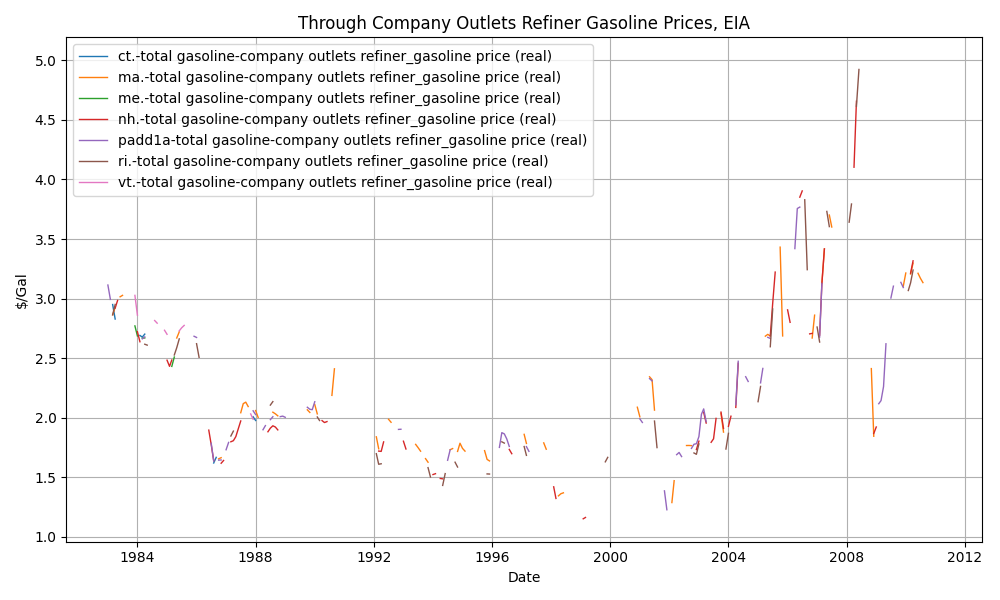 Through Company Outlets Refiner Gasoline Prices, EIA
ct.-total gasoline-company outlets refiner_gasoline price (real)
ma.-total gasoline-company outlets refiner_gasoline price (real)
me.-total gasoline-company outlets refiner_gasoline price (real)
nh.-total gasoline-company outlets refiner_gasoline price (real)
padd1a-total gasoline-company outlets refiner_gasoline price (real)
ri.-total gasoline-company outlets refiner_gasoline price (real)
vt.-total gasoline-company outlets refiner_gasoline price (real)
$/Gal
5.0
4.5
4.0
3.5
3.0
2.5
2.0
1.5
1.0
1984 1988 1992 1996 2000 2004 2008 2012
Date